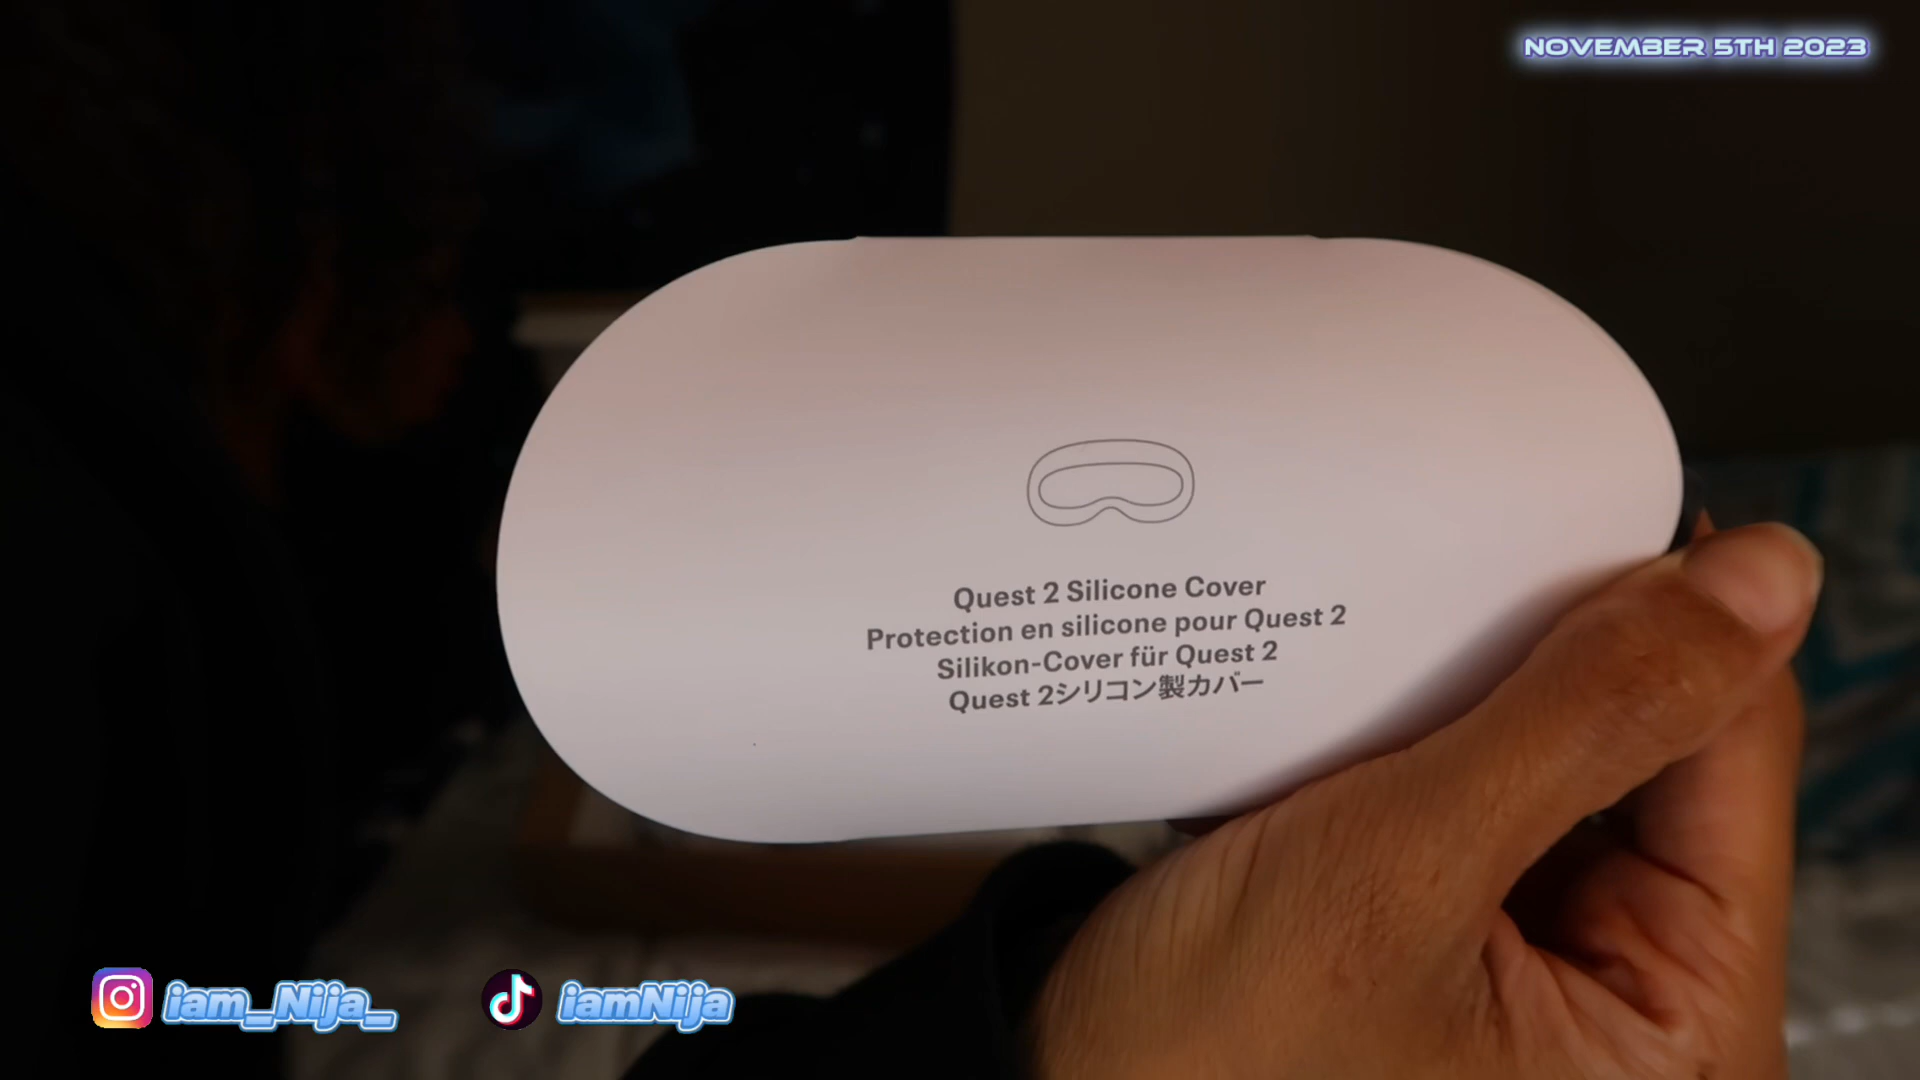 NOVEMBER 5TH 2023
Quest 2 Silicone Cover
Protection en silicone pour Quest 2
Silikon-Cover für Quest 2
Quest 2シリコン製カバー
iam_Nija_
iamNija